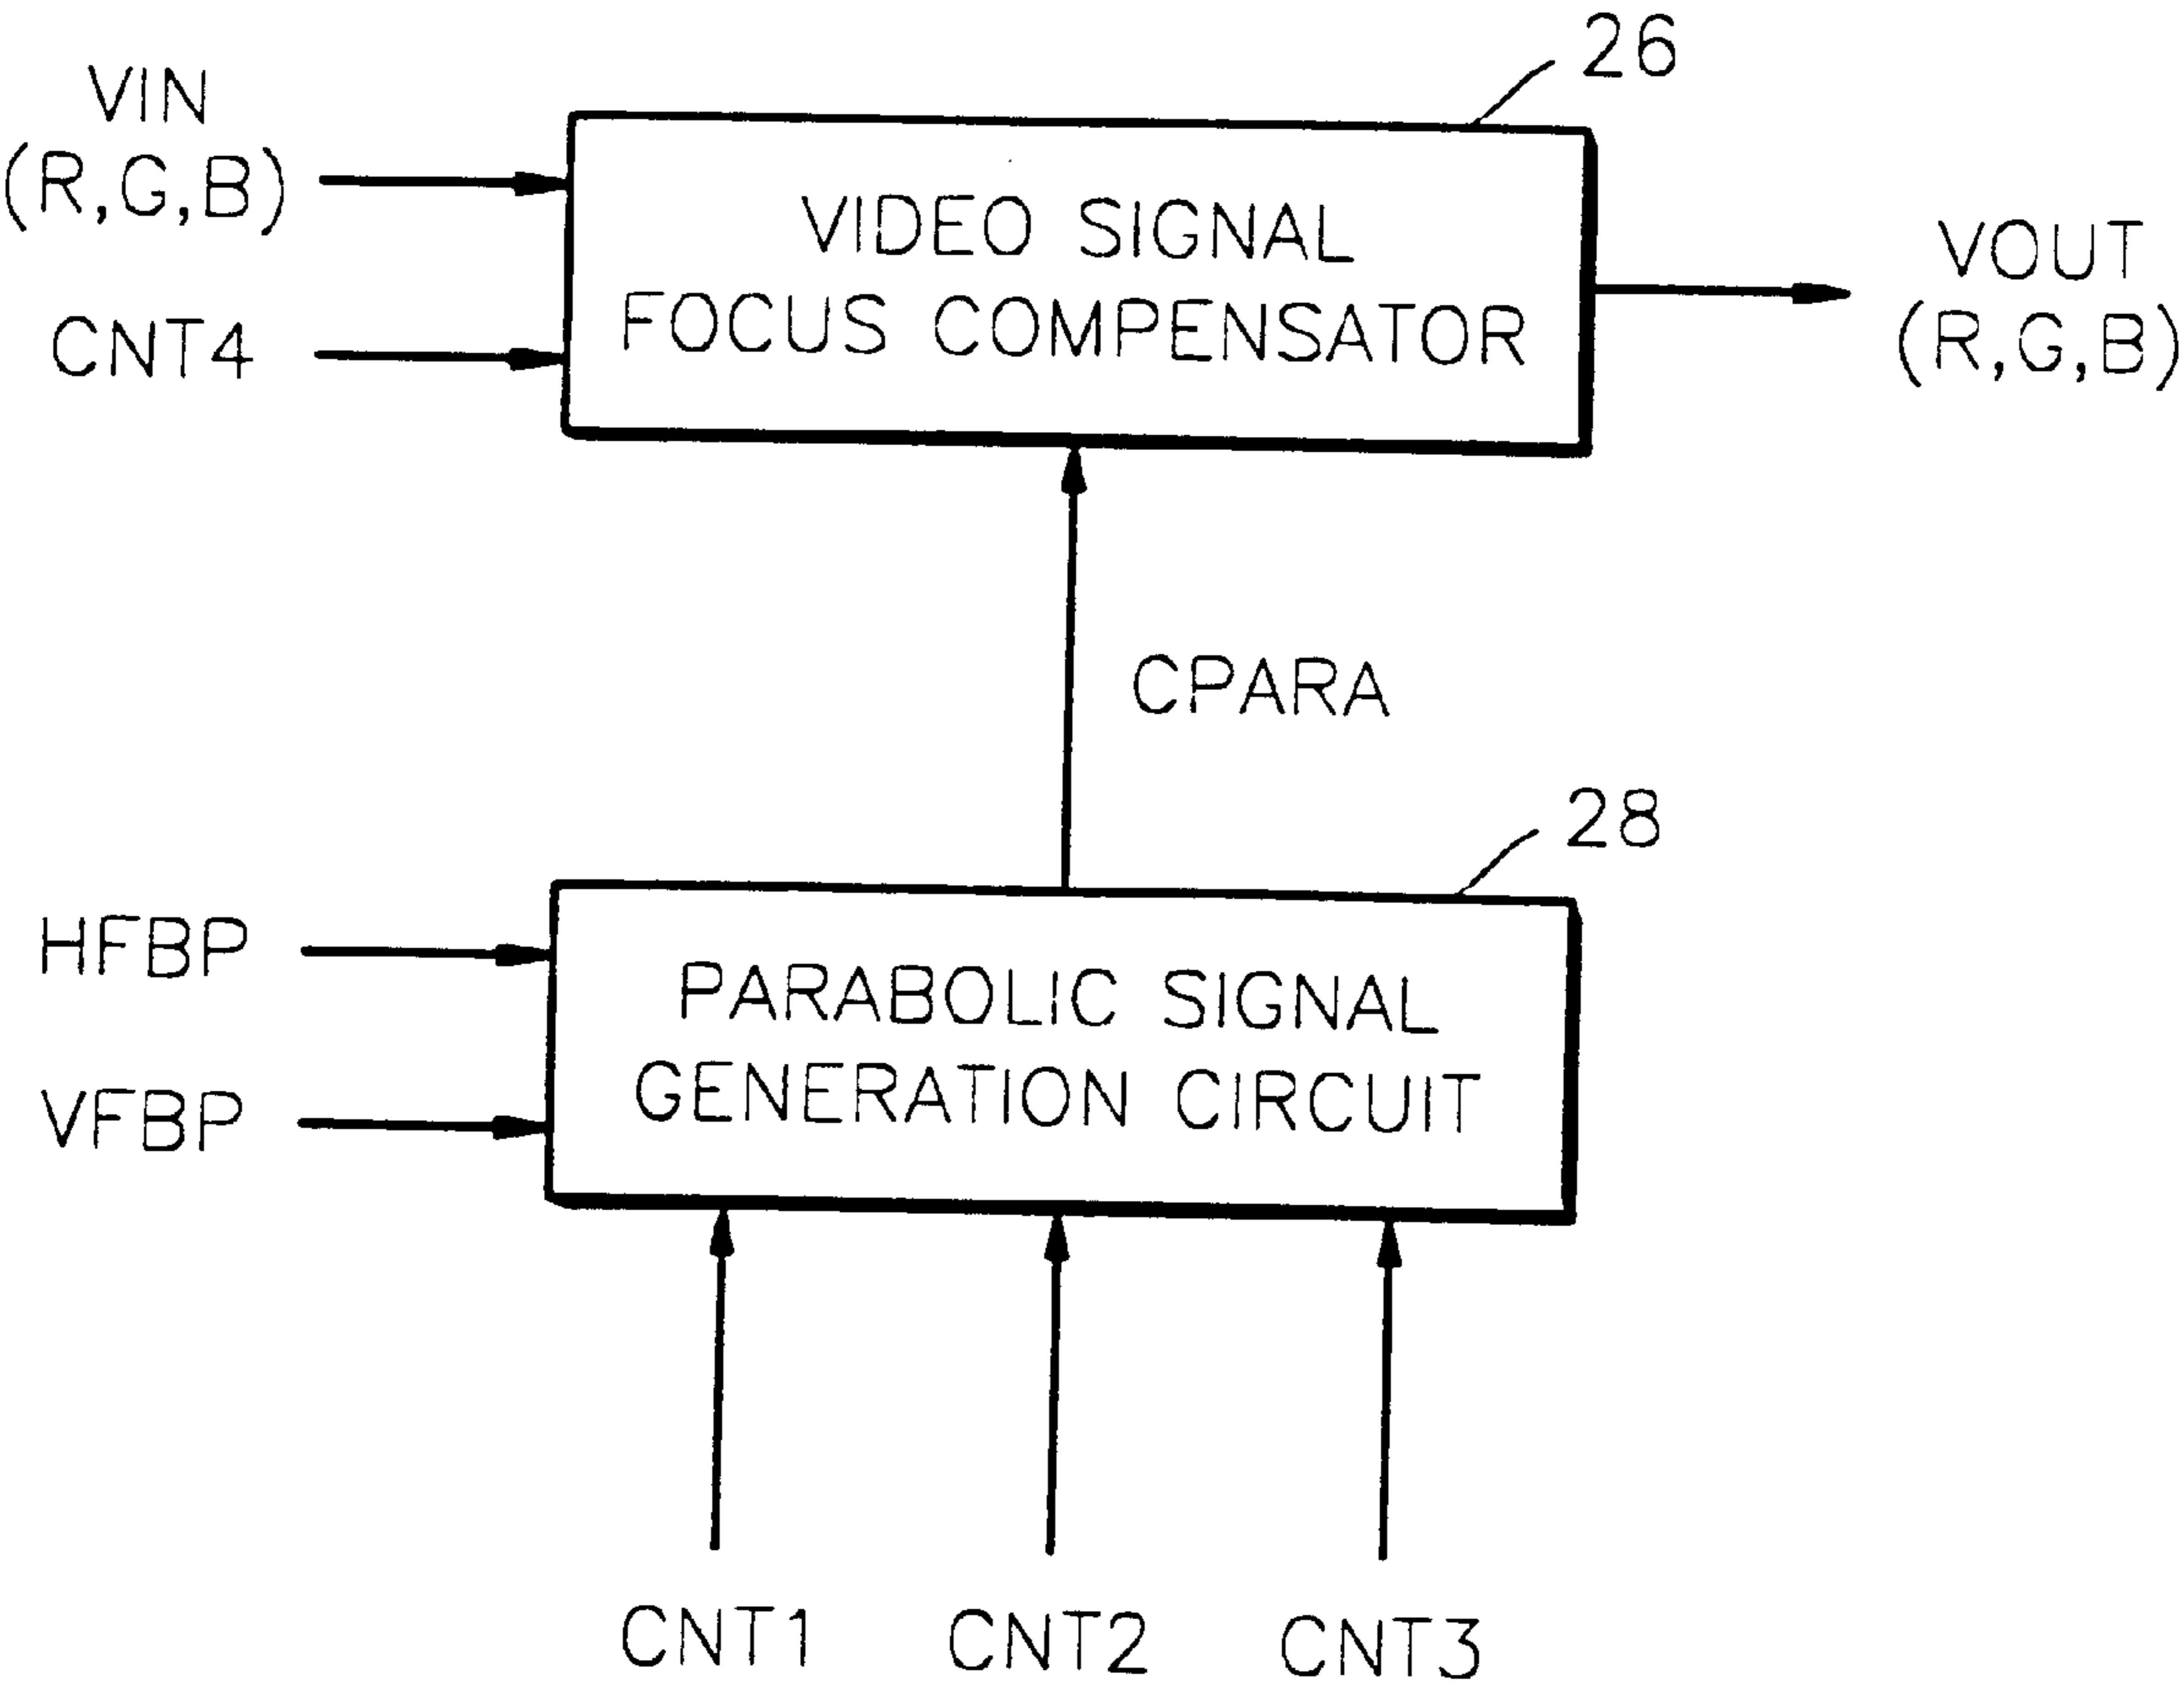 26
VIN
(R,G,B)
VIDEO SIGNAL
FOCUS COMPENSATOR
VOUT
(R,G,B)
CNT4
CPARA
28
HFBP
PARABOLIC SIGNAL
GENERATION CIRCUIT
VFBP
CNT1
CNT2
CNT3